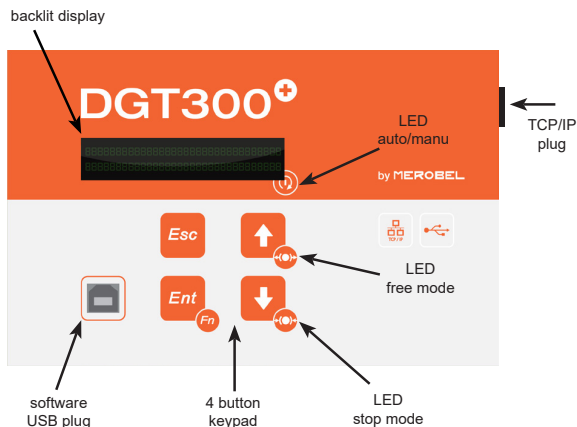 backlit display
DGT300+
LED
auto/manu
TCP/IP
plug
by MEROBEL
Esc
TCP / IP
LED
free mode
Ent
Fn
software
USB plug
4 button
keypad
LED
stop mode